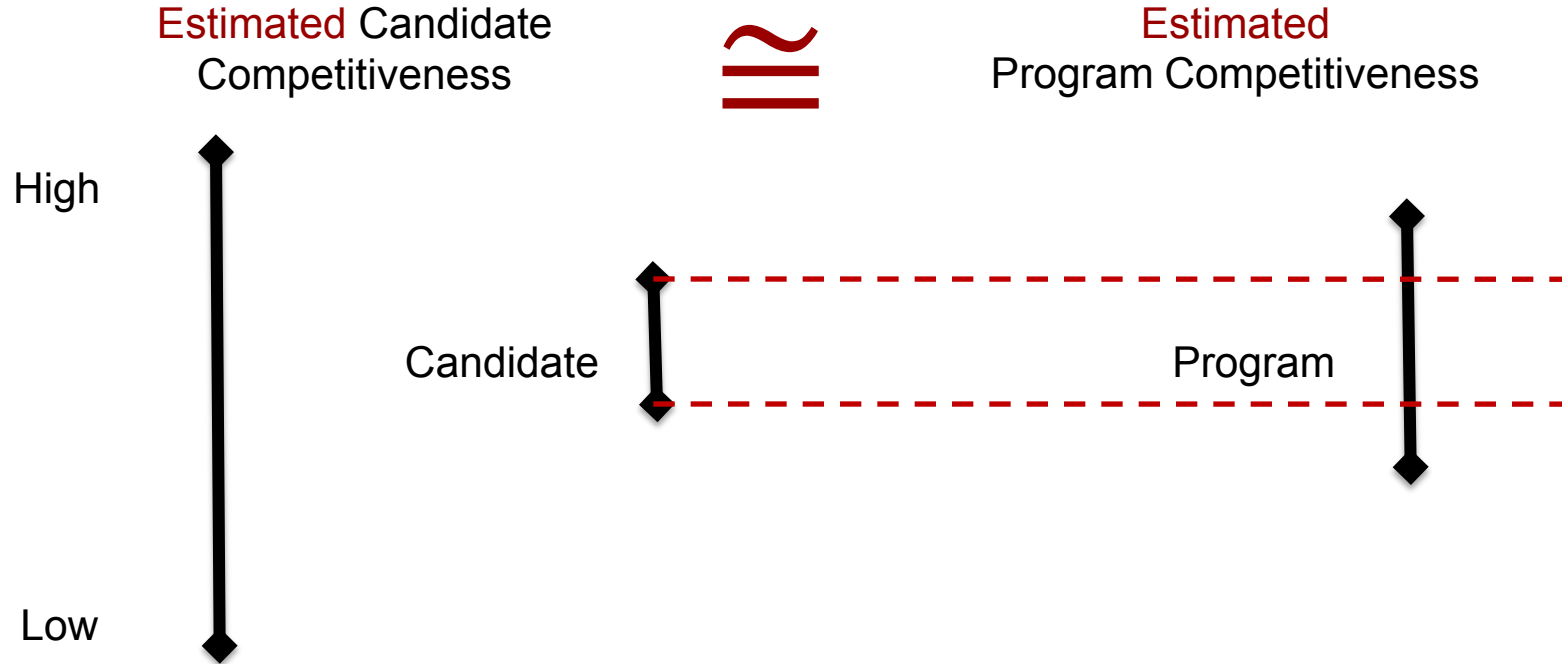 Estimated Candidate
Competitiveness
≅
Estimated
Program Competitiveness
High
Candidate
Program
Low